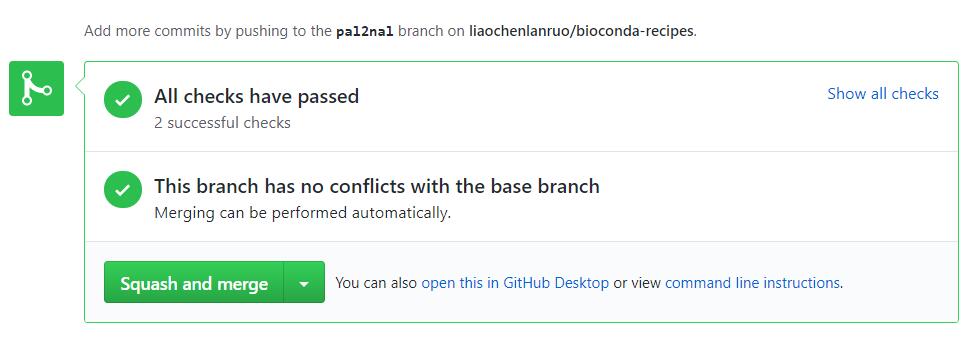 Add more commits by pushing to the pal2nal branch on liaochenlanruo/bioconda-recipes.
All checks have passed
Show all checks
2 successful checks
This branch has no conflicts with the base branch
Merging can be performed automatically.
Squash and merge
You can also open this in GitHub Desktop or view command line instructions.